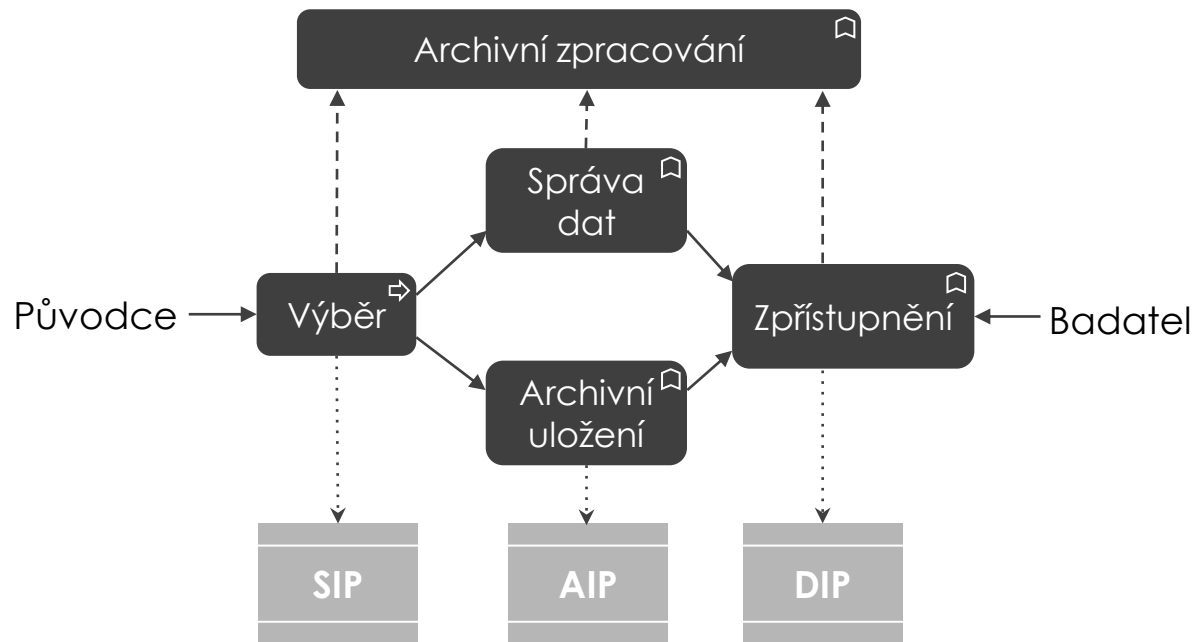 Archivní zpracování
Správa
dat
Původce
Výběr
Zpřístupnění
Badatel
Archivní
uložení
SIP
AIP
DIP